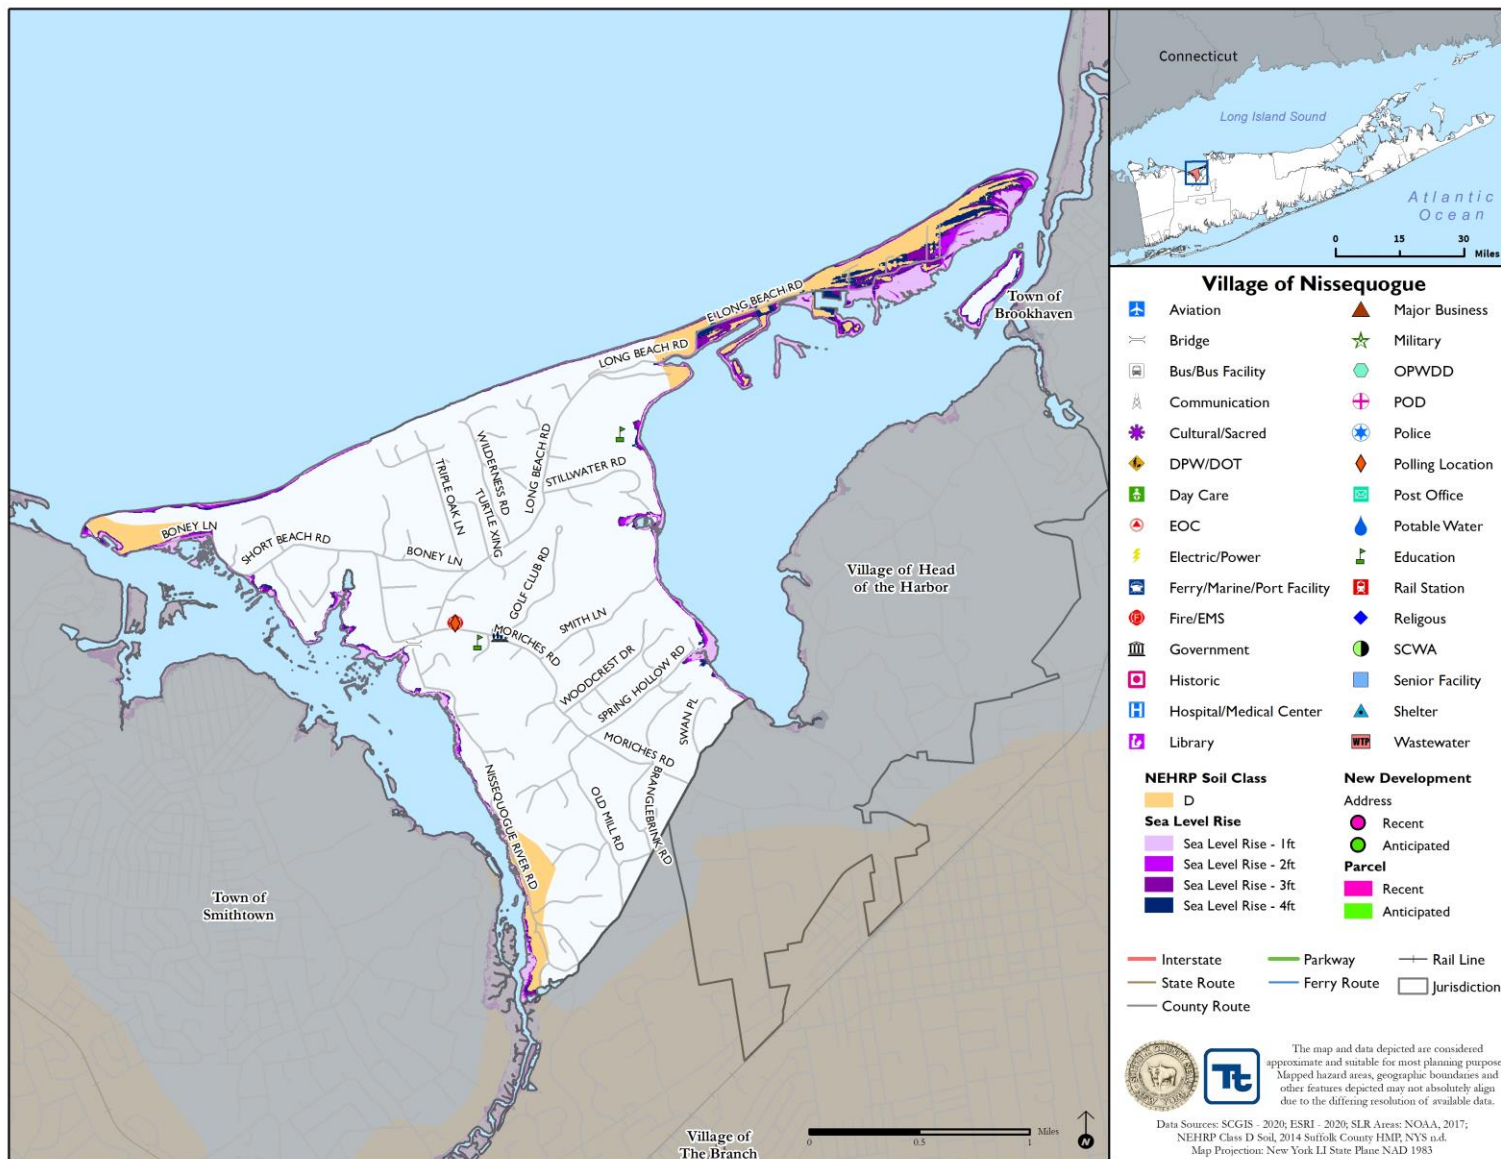 Connecticut
Long Island Sound
Atlantic
Ocean
0 15 30
Miles
E LONG BEACH RD
LONG BEACH RD
Town of
Brookhaven
WILDERNESS RD
TRIPLE OAK LN
TURTLE XING
LONG BEACH RD
STILLWATER RD
BONEY LN
SHORT BEACH RD
BONEY LN
GOLF CLUB RD
Village of Head
of the Harbor
MORICHES RD
SMITH LN
WOODCREST DR
SPRING HOLLOW RD
SWAN PL
MORICHES RD
NISSEQUOGUE RIVER RD
OLD MILL RD
BRANGLEBRINK RD
Town of
Smithtown
Village of
The Branch
0 0.5 1
Miles
N
Village of Nissequogue
Aviation
Bridge
Bus/Bus Facility
Communication
Cultural/Sacred
DPW/DOT
Day Care
EOC
Electric/Power
Ferry/Marine/Port Facility
Fire/EMS
Government
Historic
Hospital/Medical Center
Library
Major Business
Military
OPWDD
POD
Police
Polling Location
Post Office
Potable Water
Education
Rail Station
Religous
SCWA
Senior Facility
Shelter
WTP Wastewater
NEHRP Soil Class
D
Sea Level Rise
Sea Level Rise - 1ft
Sea Level Rise - 2ft
Sea Level Rise - 3ft
Sea Level Rise - 4ft
New Development
Address
Recent
Anticipated
Parcel
Recent
Anticipated
Interstate
State Route
County Route
Parkway
Ferry Route
Rail Line
Jurisdiction
Tt
The map and data depicted are considered
approximate and suitable for most planning purpose
Mapped hazard areas, geographic boundaries and
other features depicted may not absolutely align
due to the differing resolution of available data.
Data Sources: SCGIS - 2020; ESRI - 2020; SLR Areas: NOAA, 2017;
NEHRP Class D Soil, 2014 Suffolk County HMP, NYS n.d.
Map Projection: New York LI State Plane NAD 1983